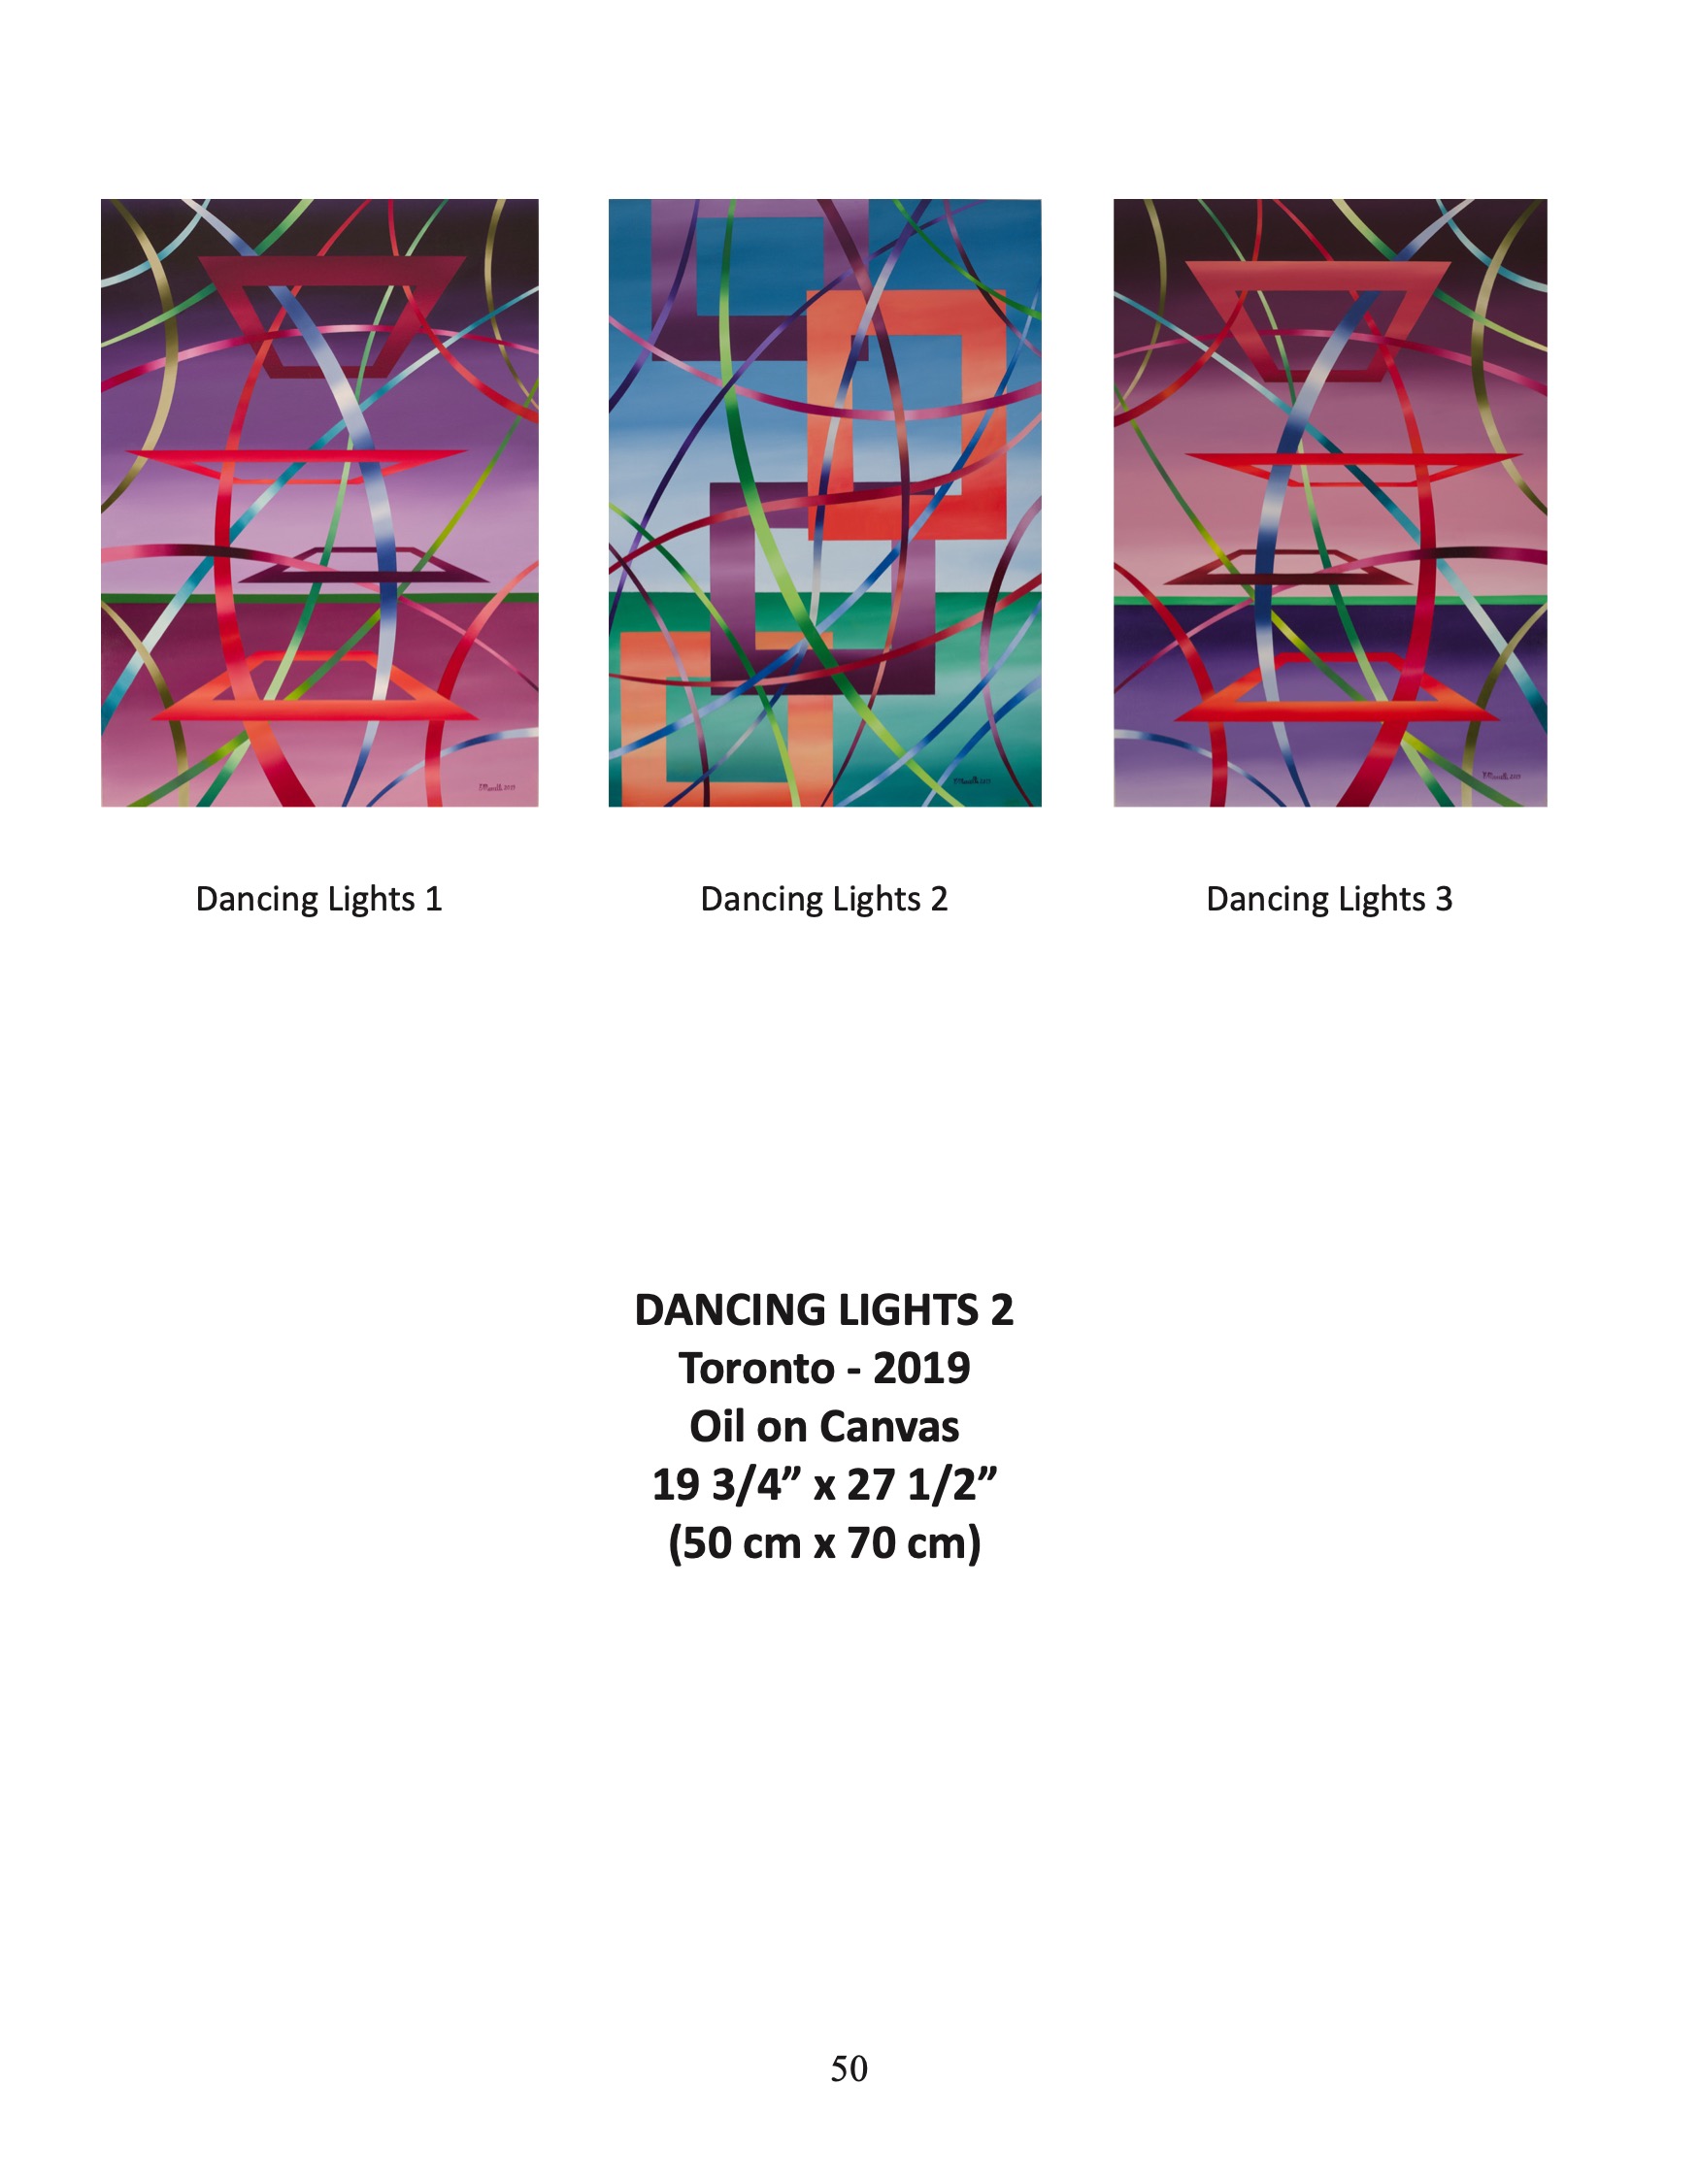 Dancing Lights 1
Dancing Lights 2
Dancing Lights 3
DANCING LIGHTS 2
Toronto - 2019
Oil on Canvas
19 3/4” x 27 1/2”
(50 cm x 70 cm)
50